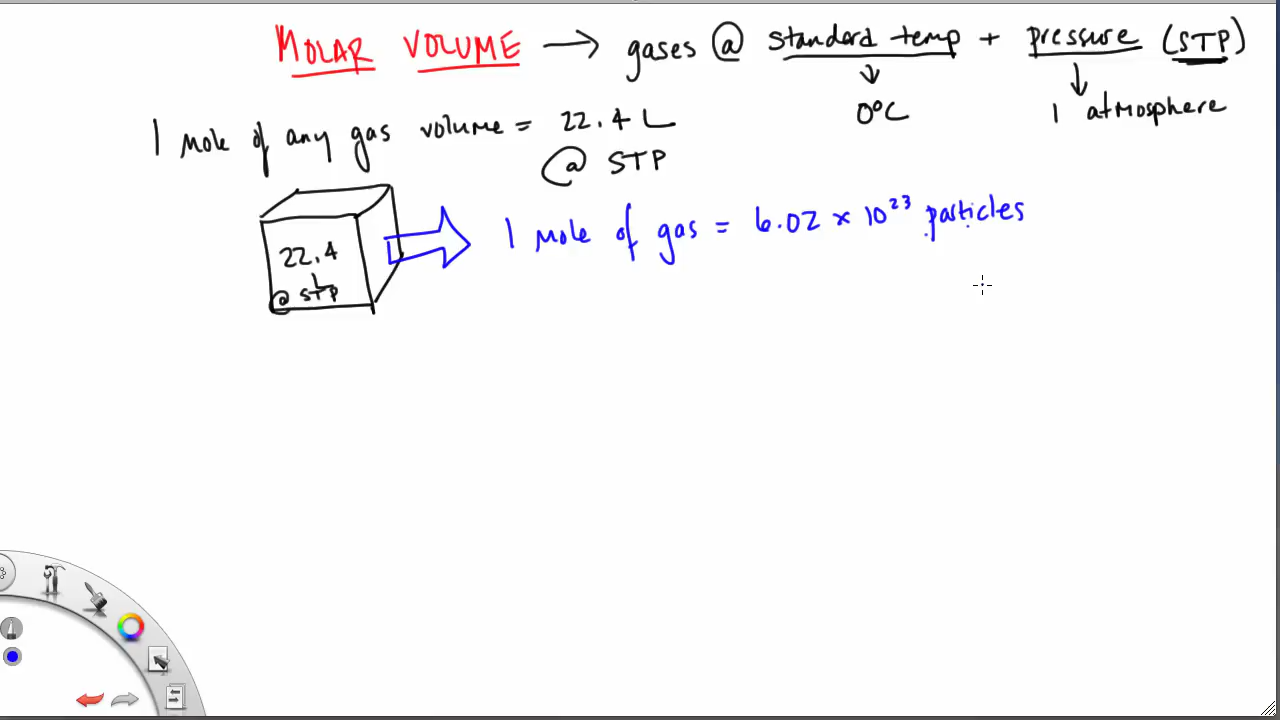 MOLAR VOLUME → gases @ standard temp + pressure (STP)
0°C
1 atmosphere
1 mole of any gas volume = 22.4 L
@ STP
1 mole of gas = 6.02 × 10²³ particles
22.4
L
@ STP